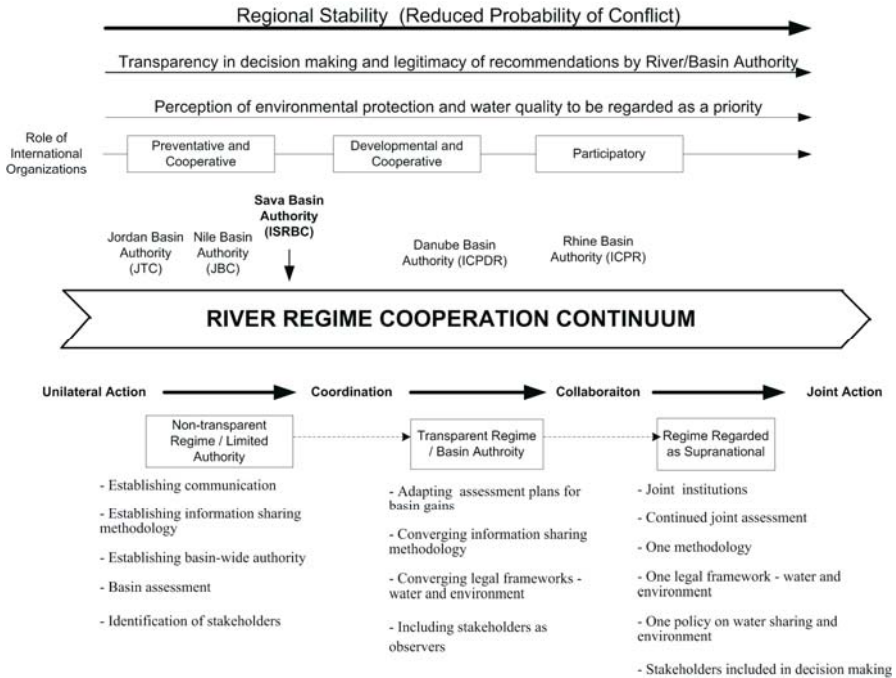 Regional Stability (Reduced Probability of Conflict)
Transparency in decision making and legitimacy of recommendations by River/Basin Authority
Perception of environmental protection and water quality to be regarded as a priority
Role of
International
Organizations
Preventative and
Cooperative
Developmental and
Cooperative
Participatory
Jordan Basin
Authority
(JTC)
Nile Basin
Authority
(JBC)
Sava Basin
Authority
(ISRBC)
Danube Basin
Authority (ICPDR)
Rhine Basin
Authority (ICPR)
RIVER REGIME COOPERATION CONTINUUM
Unilateral Action
Coordination
Collaboraiton
Joint Action
Non-transparent
Regime / Limited
Authority
Transparent Regime
/ Basin Authroity
Regime Regarded
as Supranational
- Establishing communication
- Establishing information sharing
methodology
- Establishing basin-wide authority
- Basin assessment
- Identification of stakeholders
- Adapting assessment plans for
basin gains
- Converging information sharing
methodology
- Converging legal frameworks -
water and environment
- Including stakeholders as
observers
- Joint institutions
- Continued joint assessment
- One methodology
- One legal framework - water and
environment
- One policy on water sharing and
environment
- Stakeholders included in decision making